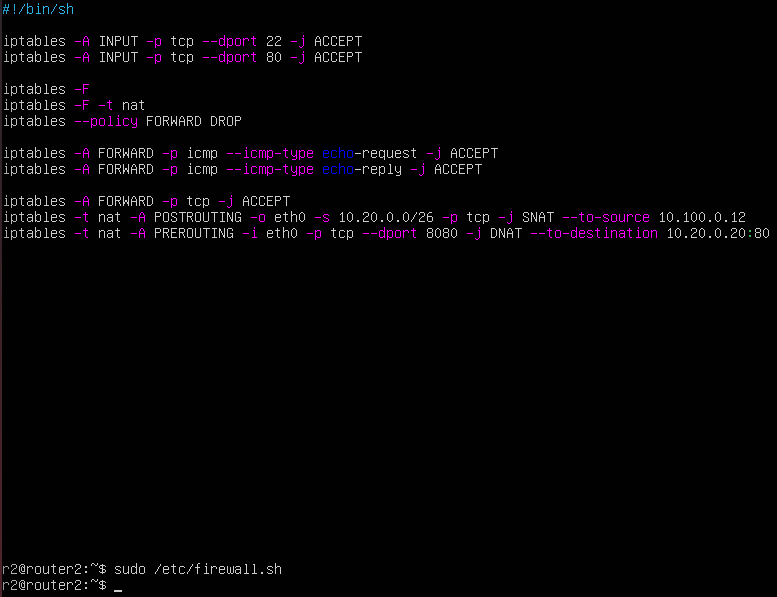 #!/bin/sh
iptables -A INPUT -p tcp --dport 22 -j ACCEPT
iptables -A INPUT -p tcp --dport 80 -j ACCEPT
iptables -F
iptables -F -t nat
iptables --policy FORWARD DROP
iptables -A FORWARD -p icmp --icmp-type echo-request -j ACCEPT
iptables -A FORWARD -p icmp --icmp-type echo-reply -j ACCEPT
iptables -A FORWARD -p tcp -j ACCEPT
iptables -t nat -A POSTROUTING -o eth0 -s 10.20.0.0/26 -p tcp -j SNAT --to-source 10.100.0.12
iptables -t nat -A PREROUTING -i eth0 -p tcp --dport 8080 -j DNAT --to-destination 10.20.0.20:80
r2@router2:~$ sudo /etc/firewall.sh
r2@router2:~$ _